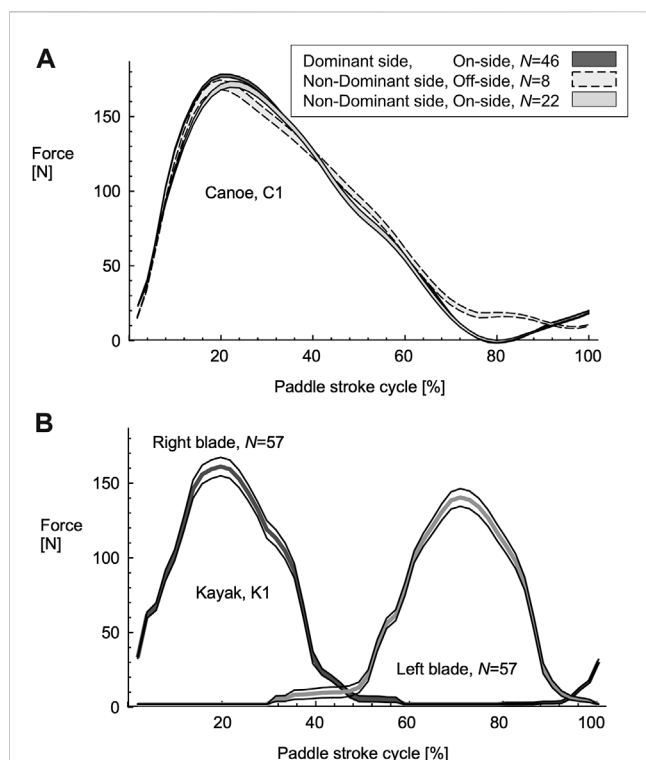 A
Dominant side, On-side, N=46
Non-Dominant side, Off-side, N=8
Non-Dominant side, On-side, N=22
150
Force
[N]
100
Canoe, C1
50
0
20 40 60 80 100
Paddle stroke cycle [%]
B
Right blade, N=57
150
Force
[N]
100
Kayak, K1
50
Left blade, N=57
0
20 40 60 80 100
Paddle stroke cycle [%]